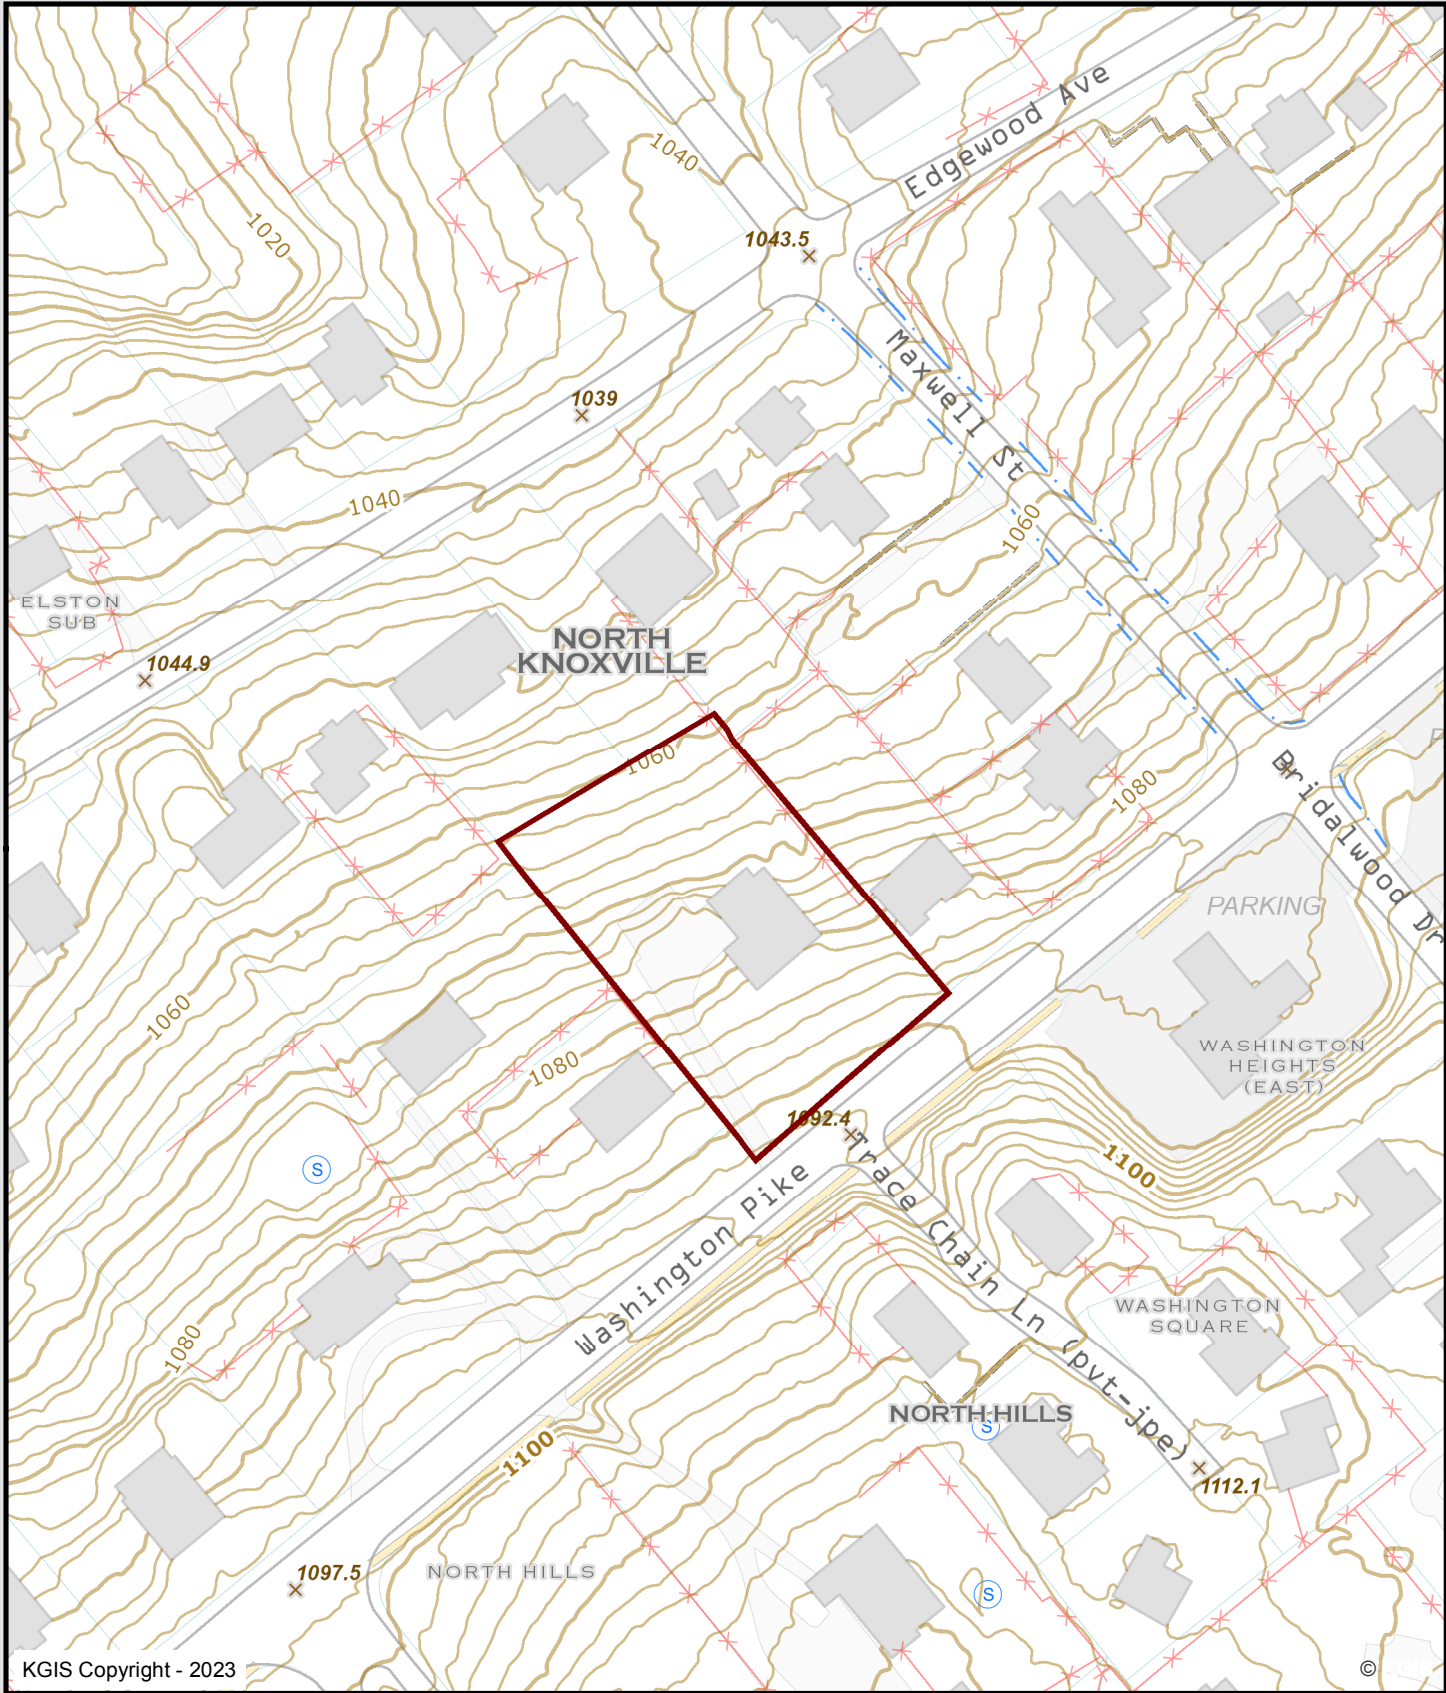 Edgewood Ave
1040
1020
1043.5
Maxwell St
1039
1040
1060
ELSTON
SUB
NORTH
KNOXVILLE
1044.9
1060
1080
Bridalwood Dr
PARKING
1060
WASHINGTON
HEIGHTS
(EAST)
1080
1092.4
S
1100
Trace Chain Ln (pvt-jpe)
Washington Pike
WASHINGTON
SQUARE
1080
NORTH HILLS
S
1100
1112.1
1097.5
NORTH HILLS
S
KGIS Copyright - 2023
©